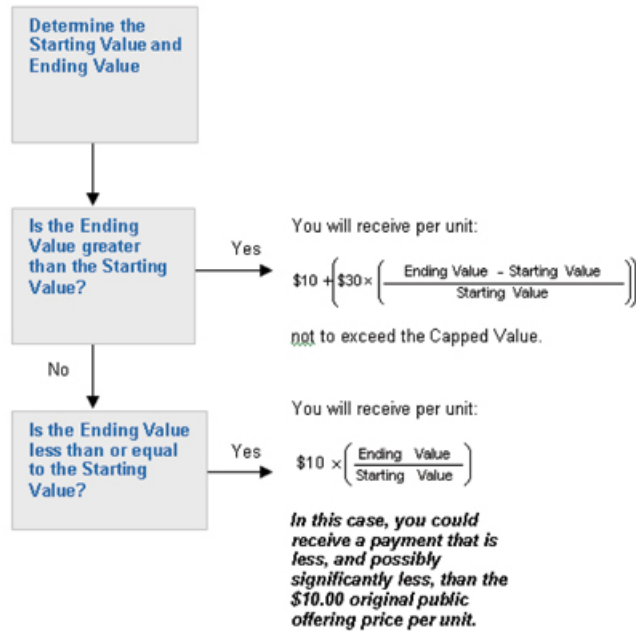 Determine the
Starting Value and
Ending Value
Is the Ending
Value greater
than the Starting
Value?
Yes
You will receive per unit:
$10 + ($30 × ( Ending Value - Starting Value
Starting Value ))
not to exceed the Capped Value.
No
Is the Ending Value
less than or equal
to the Starting
Value?
Yes
You will receive per unit:
$10 × ( Ending Value
Starting Value )
In this case, you could
receive a payment that is
less, and possibly
significantly less, than the
$10.00 original public
offering price per unit.